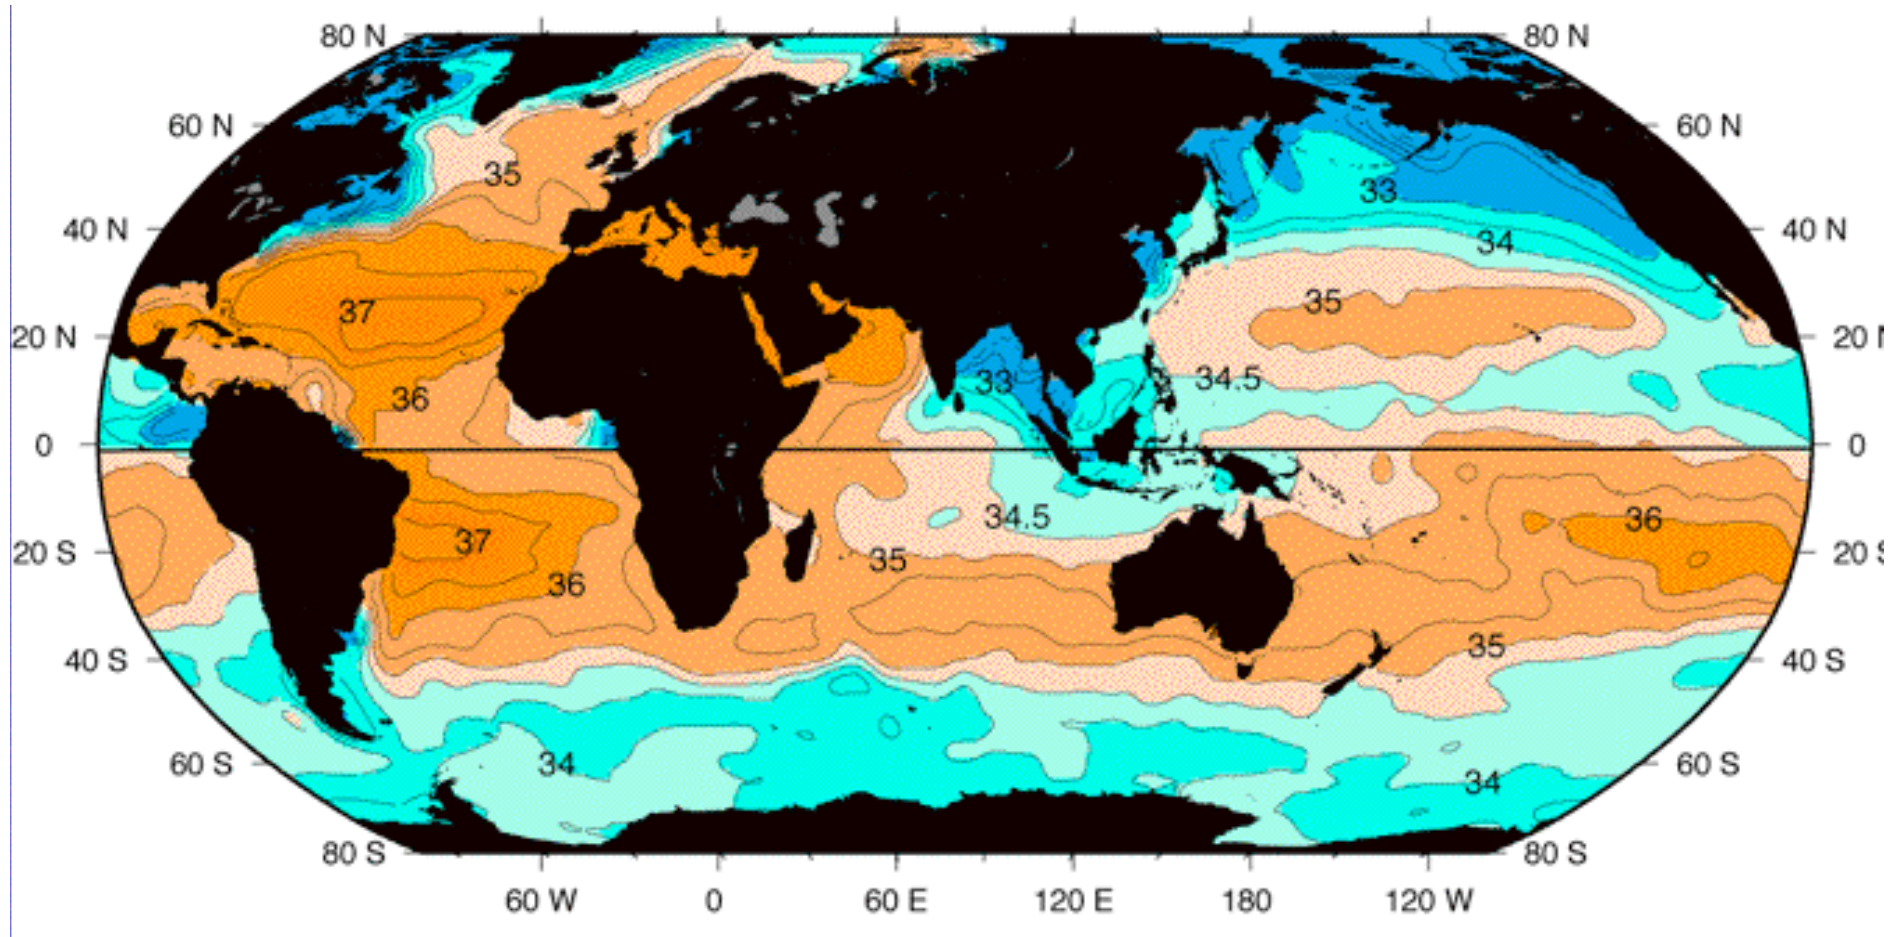 80 N 80 N
60 N 60 N
35
33
40 N 40 N
34
37 35
20 N 20 N
33 34.5
36
0 0
34.5 36
37 20 S
20 S 35
36
35
40 S 40 S
60 S 34 60 S
34
80 S 80 S
60 W 0 60 E 120 E 180 120 W